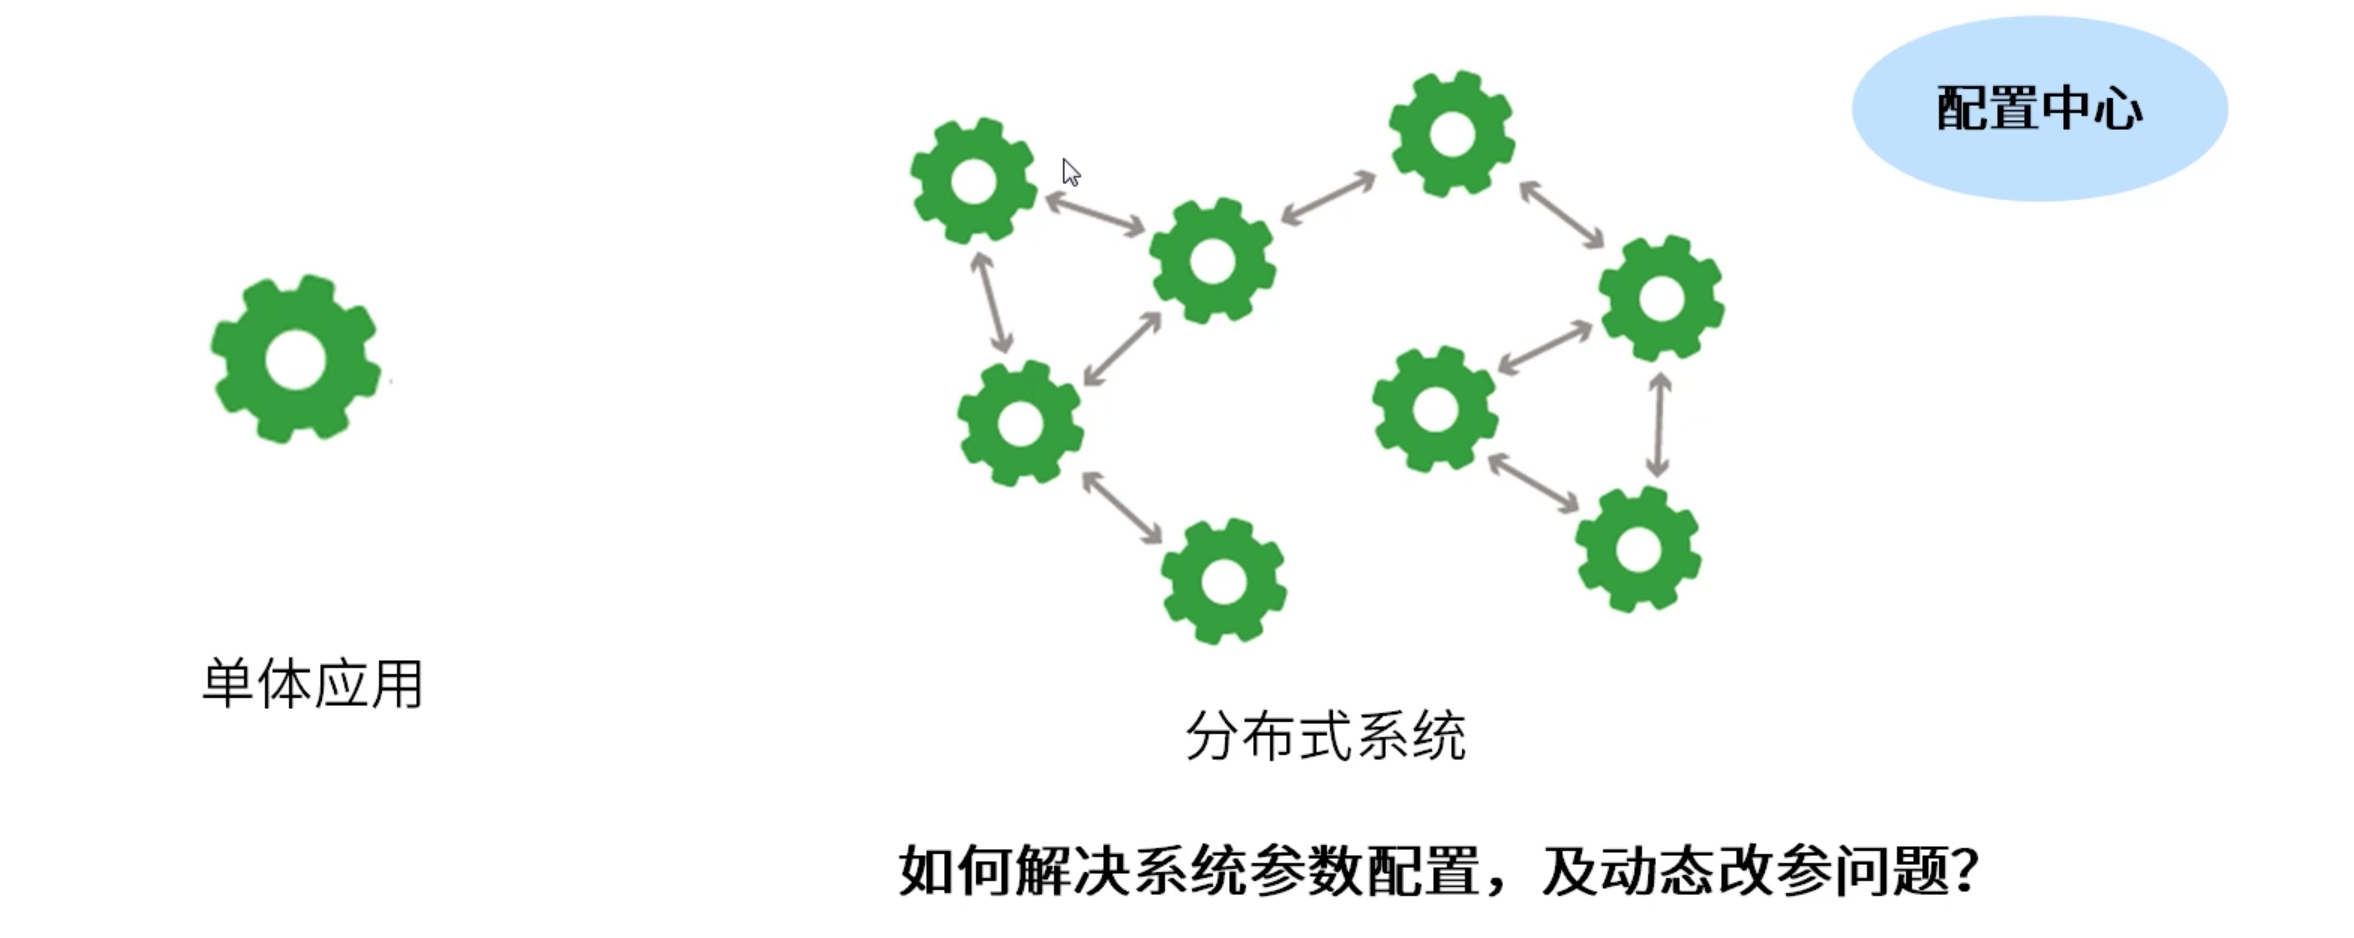 配置中心
单体应用
分布式系统
如何解决系统参数配置，及动态改参问题？